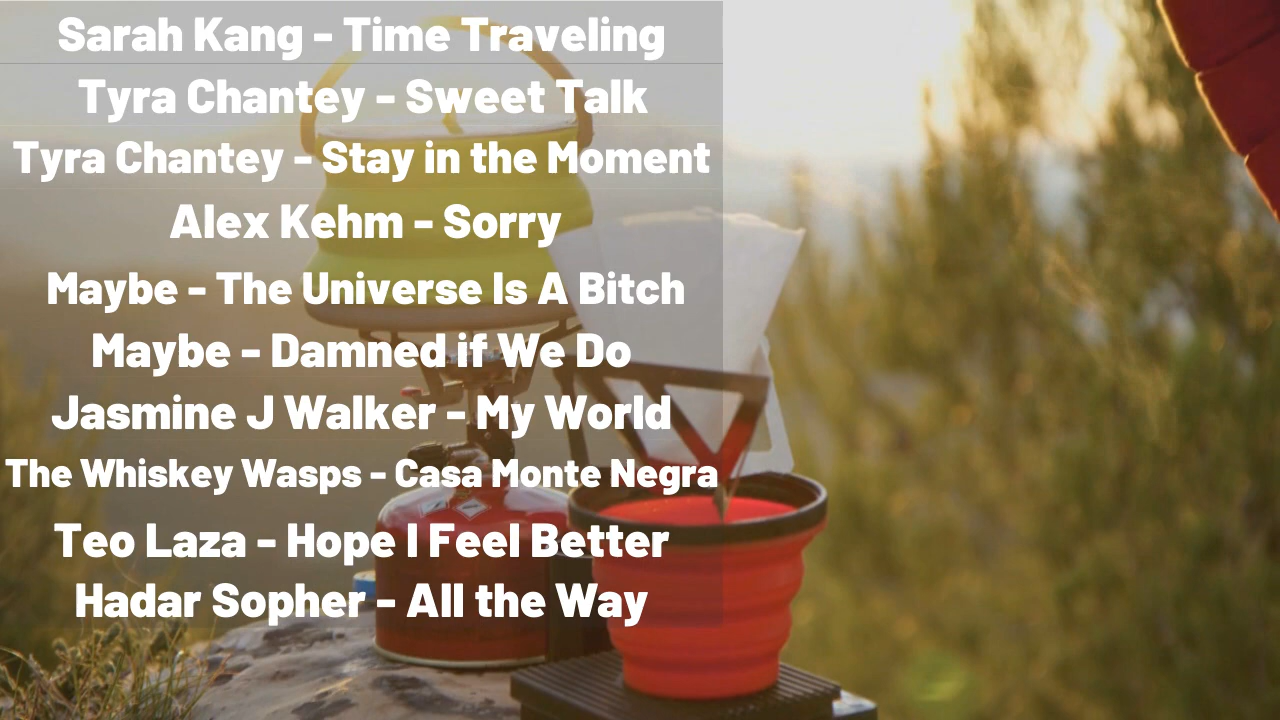 Sarah Kang - Time Traveling
Tyra Chantey - Sweet Talk
Tyra Chantey - Stay in the Moment
Alex Kehm - Sorry
Maybe - The Universe Is A Bitch
Maybe - Damned if We Do
Jasmine J Walker - My World
The Whiskey Wasps - Casa Monte Negra
Teo Laza - Hope I Feel Better
Hadar Sopher - All the Way